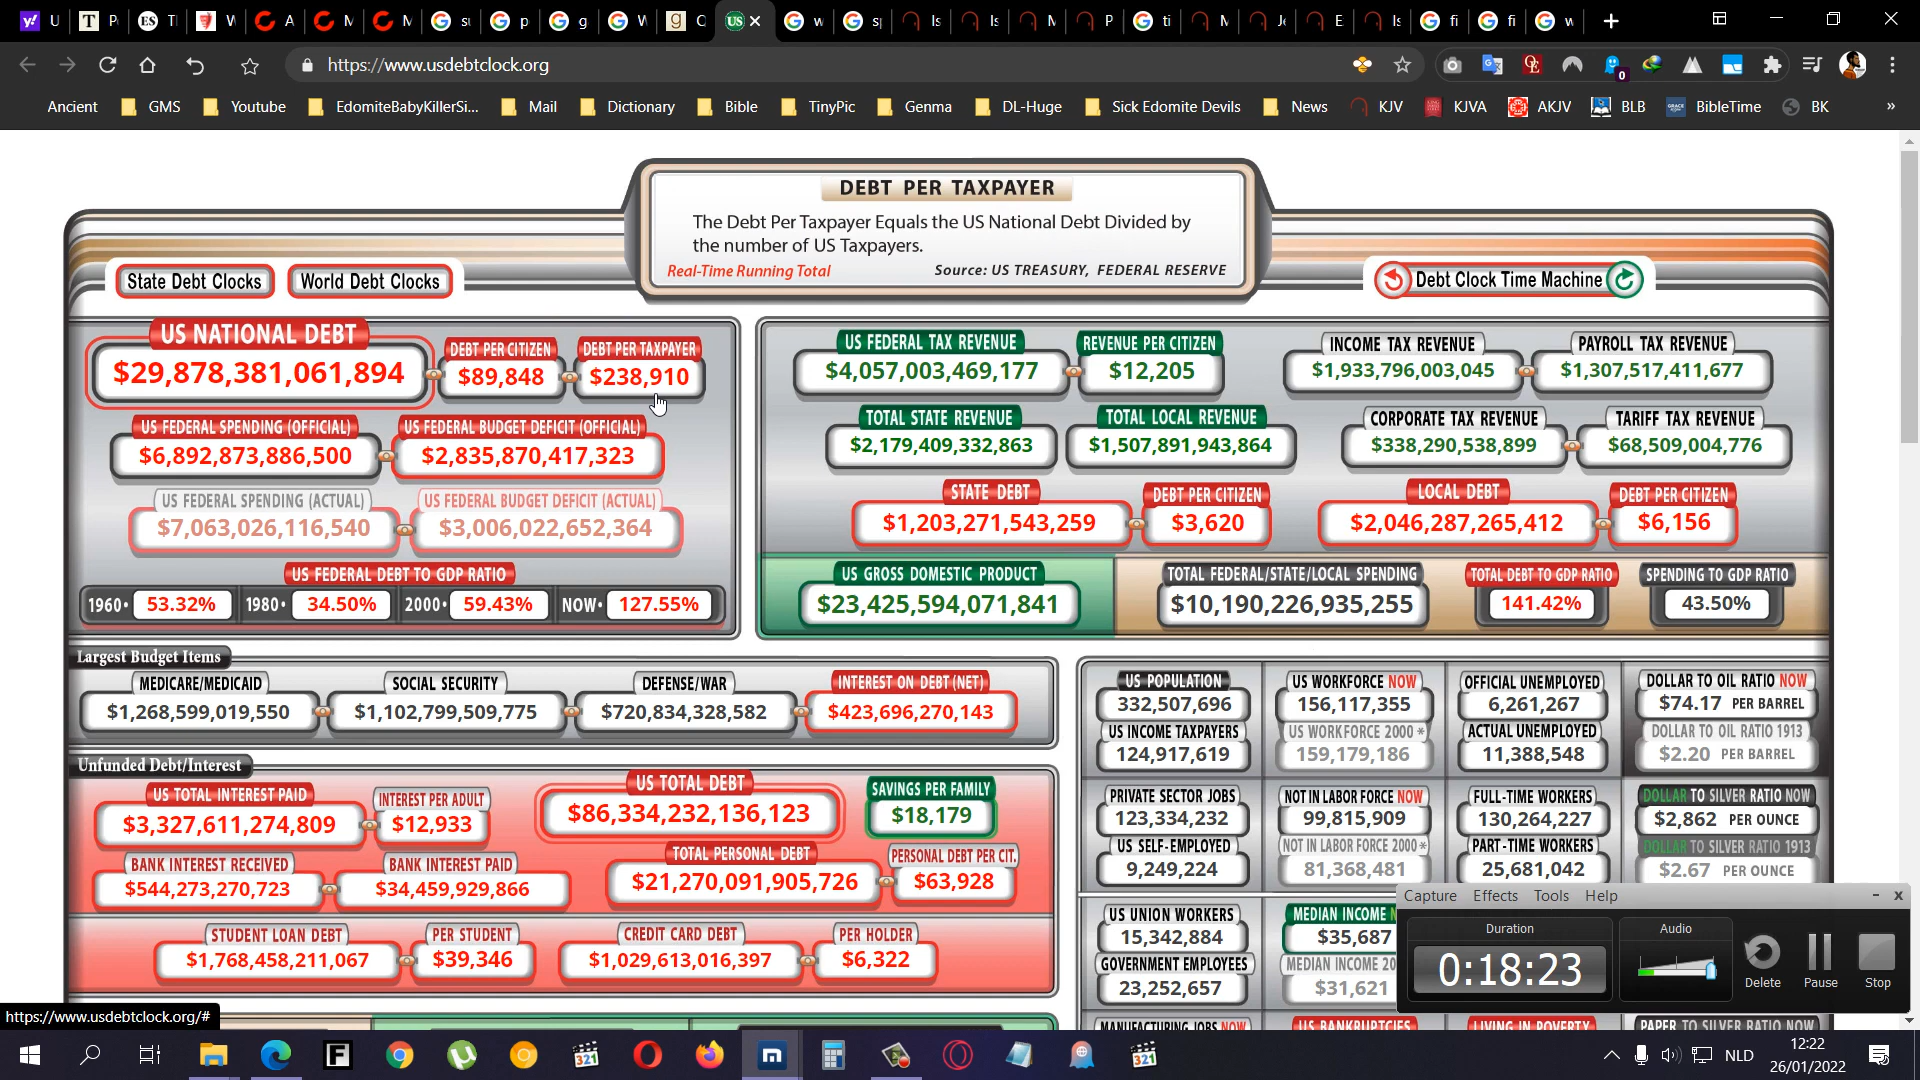 https://www.usdebtclock.org
0
Ancient GMS Youtube EdomiteBabyKillerSi... Mail Dictionary Bible TinyPic Genma DL-Huge Sick Edomite Devils News KJV KJVA AKJV BLB BibleTime BK »
DEBT PER TAXPAYER
The Debt Per Taxpayer Equals the US National Debt Divided by
the number of US Taxpayers.
Real-Time Running Total Source: US TREASURY, FEDERAL RESERVE
State Debt Clocks World Debt Clocks Debt Clock Time Machine
US NATIONAL DEBT DEBT PER CITIZEN DEBT PER TAXPAYER
$29,878,381,061,894 $89,848 $238,910
US FEDERAL SPENDING (OFFICIAL) US FEDERAL BUDGET DEFICIT (OFFICIAL)
$6,892,873,886,500 $2,835,870,417,323
US FEDERAL SPENDING (ACTUAL) US FEDERAL BUDGET DEFICIT (ACTUAL)
$7,063,026,116,540 $3,006,022,652,364
US FEDERAL DEBT TO GDP RATIO
1960• 53.32% 1980• 34.50% 2000• 59.43% NOW• 127.55%
US FEDERAL TAX REVENUE REVENUE PER CITIZEN INCOME TAX REVENUE PAYROLL TAX REVENUE
$4,057,003,469,177 $12,205 $1,933,796,003,045 $1,307,517,411,677
TOTAL STATE REVENUE TOTAL LOCAL REVENUE CORPORATE TAX REVENUE TARIFF TAX REVENUE
$2,179,409,332,863 $1,507,891,943,864 $338,290,538,899 $68,509,004,776
STATE DEBT DEBT PER CITIZEN LOCAL DEBT DEBT PER CITIZEN
$1,203,271,543,259 $3,620 $2,046,287,265,412 $6,156
US GROSS DOMESTIC PRODUCT TOTAL FEDERAL/STATE/LOCAL SPENDING TOTAL DEBT TO GDP RATIO SPENDING TO GDP RATIO
$23,425,594,071,841 $10,190,226,935,255 141.42% 43.50%
Largest Budget Items
MEDICARE/MEDICAID SOCIAL SECURITY DEFENSE/WAR INTEREST ON DEBT (NET)
$1,268,599,019,550 $1,102,799,509,775 $720,834,328,582 $423,696,270,143
Unfunded Debt/Interest
US TOTAL INTEREST PAID INTEREST PER ADULT US TOTAL DEBT SAVINGS PER FAMILY
$3,327,611,274,809 $12,933 $86,334,232,136,123 $18,179
BANK INTEREST RECEIVED BANK INTEREST PAID TOTAL PERSONAL DEBT PERSONAL DEBT PER CIT.
$544,273,270,723 $34,459,929,866 $21,270,091,905,726 $63,928
STUDENT LOAN DEBT PER STUDENT CREDIT CARD DEBT PER HOLDER
$1,768,458,211,067 $39,346 $1,029,613,016,397 $6,322
US POPULATION US WORKFORCE NOW OFFICIAL UNEMPLOYED DOLLAR TO OIL RATIO NOW
332,507,696 156,117,355 6,261,267 $74.17 PER BARREL
US INCOME TAXPAYERS US WORKFORCE 2000 * ACTUAL UNEMPLOYED DOLLAR TO OIL RATIO 1913
124,917,619 159,179,186 11,388,548 $2.20 PER BARREL
PRIVATE SECTOR JOBS NOT IN LABOR FORCE NOW FULL-TIME WORKERS DOLLAR TO SILVER RATIO NOW
123,334,232 99,815,909 130,264,227 $2,862 PER OUNCE
US SELF-EMPLOYED NOT IN LABOR FORCE 2000 * PART-TIME WORKERS DOLLAR TO SILVER RATIO 1913
9,249,224 81,368,481 25,681,042 $2.67 PER OUNCE
US UNION WORKERS MEDIAN INCOME N
15,342,884 $35,687
GOVERNMENT EMPLOYEES MEDIAN INCOME 20
23,252,657 $31,621
MANUFACTURING JOBS NOW US BANKRUPTCIES LIVING IN POVERTY PAPER TO SILVER RATIO NOW
Capture Effects Tools Help
Duration Audio
0:18:23
Delete Pause Stop
https://www.usdebtclock.org/#
NLD
12:22
26/01/2022